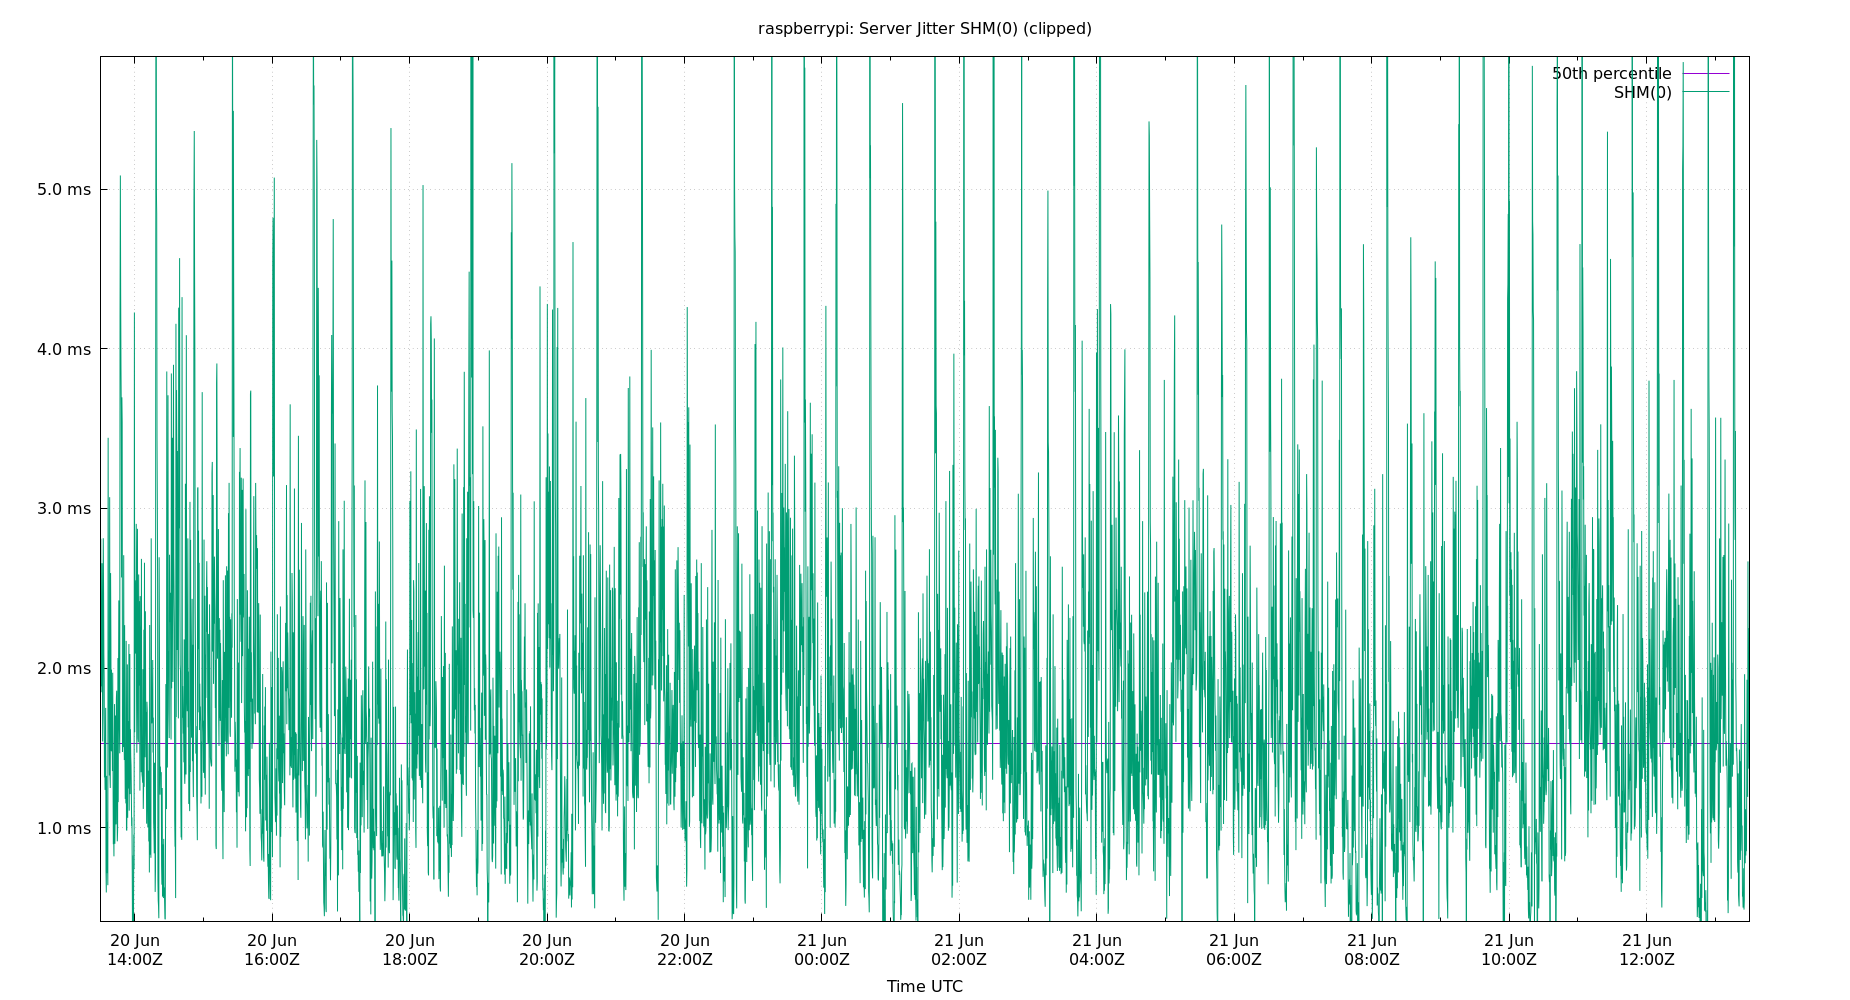 raspberrypi: Server Jitter SHM(0) (clipped)
50th percentile
SHM(0)
5.0 ms
4.0 ms
3.0 ms
2.0 ms
1.0 ms
20 Jun 20 Jun 20 Jun 20 Jun 20 Jun 21 Jun 21 Jun 21 Jun 21 Jun 21 Jun 21 Jun 21 Jun
14:00Z 16:00Z 18:00Z 20:00Z 22:00Z 00:00Z 02:00Z 04:00Z 06:00Z 08:00Z 10:00Z 12:00Z
Time UTC